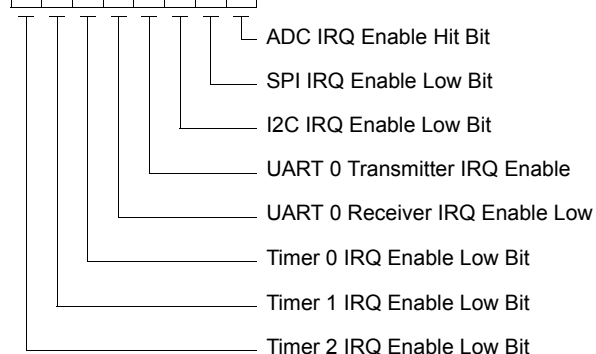 ADC IRQ Enable Hit Bit
SPI IRQ Enable Low Bit
I2C IRQ Enable Low Bit
UART 0 Transmitter IRQ Enable
UART 0 Receiver IRQ Enable Low
Timer 0 IRQ Enable Low Bit
Timer 1 IRQ Enable Low Bit
Timer 2 IRQ Enable Low Bit